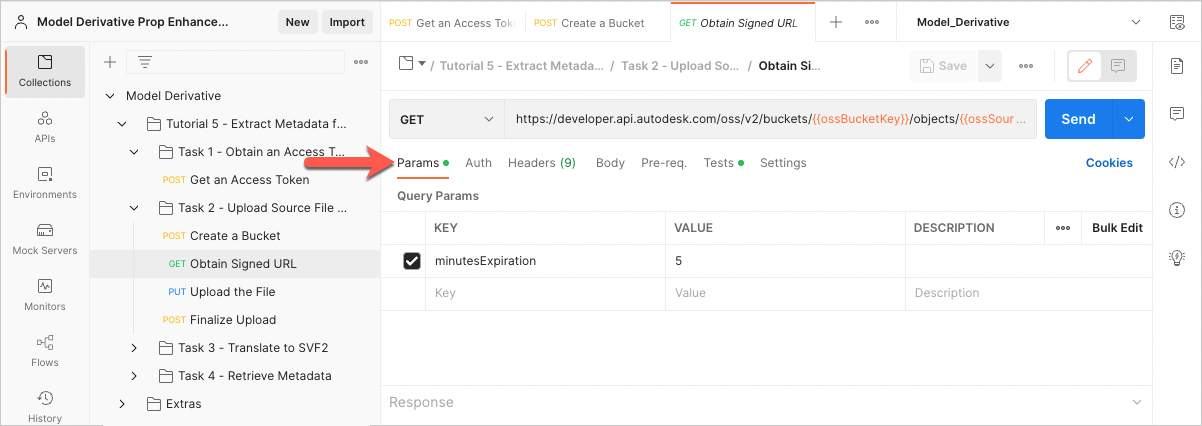 Model Derivative Prop Enhance...
New
Import
POST Get an Access Toke
POST Create a Bucket
GET Obtain Signed URL
Model_Derivative
Collections
APIs
Environments
Mock Servers
Monitors
Flows
History
Model Derivative
Tutorial 5 - Extract Metadata f...
Task 1 - Obtain an Access T...
POST Get an Access Token
Task 2 - Upload Source File ...
POST Create a Bucket
GET Obtain Signed URL
PUT Upload the File
POST Finalize Upload
Task 3 - Translate to SVF2
Task 4 - Retrieve Metadata
Extras
/ Tutorial 5 - Extract Metada... / Task 2 - Upload So... / Obtain Si...
Save
GET
https://developer.api.autodesk.com/oss/v2/buckets/{{ossBucketKey}}/objects/{{ossSour ...
Send
Params
Auth
Headers (9)
Body
Pre-req.
Tests
Settings
Cookies
Query Params
KEY VALUE DESCRIPTION
Bulk Edit
minutesExpiration 5
Key Value Description
Response